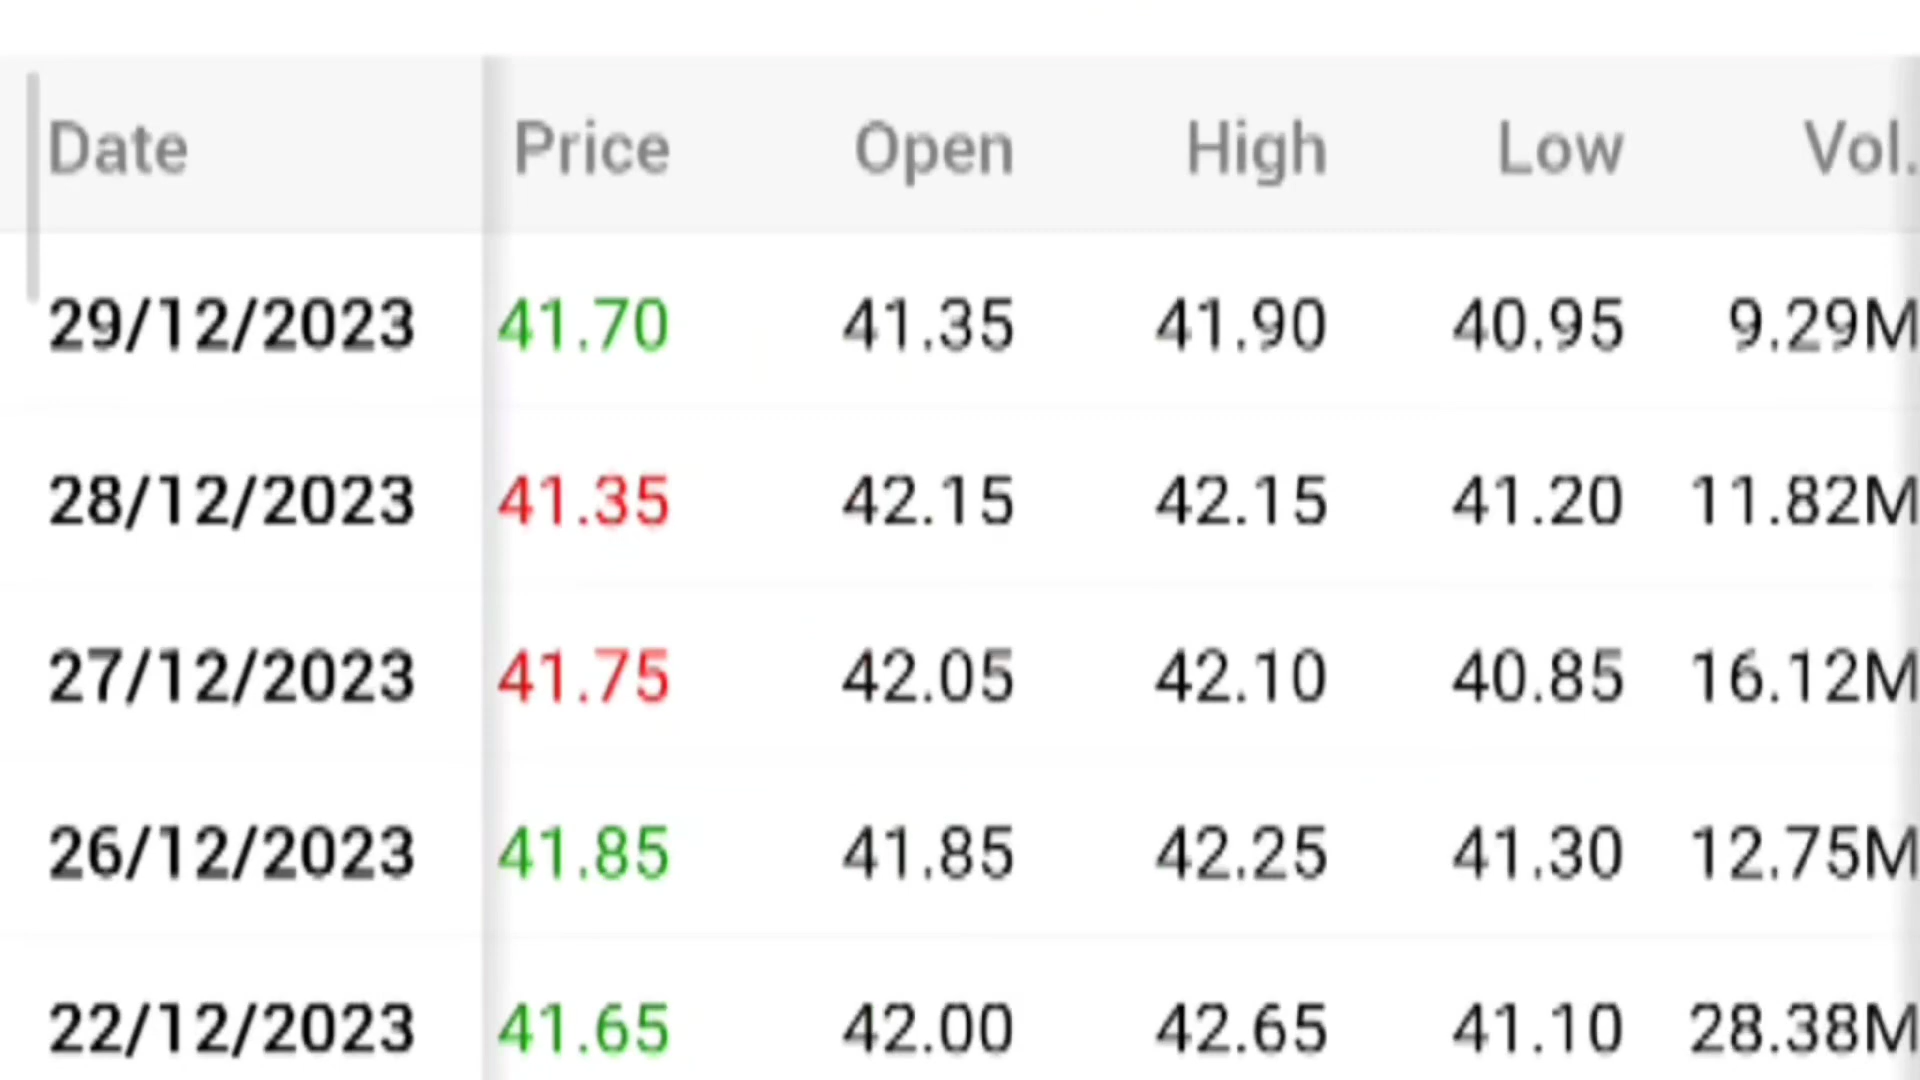 Date Price Open High Low Vol.
29/12/2023 41.70 41.35 41.90 40.95 9.29M
28/12/2023 41.35 42.15 42.15 41.20 11.82M
27/12/2023 41.75 42.05 42.10 40.85 16.12M
26/12/2023 41.85 41.85 42.25 41.30 12.75M
22/12/2023 41.65 42.00 42.65 41.10 28.38M